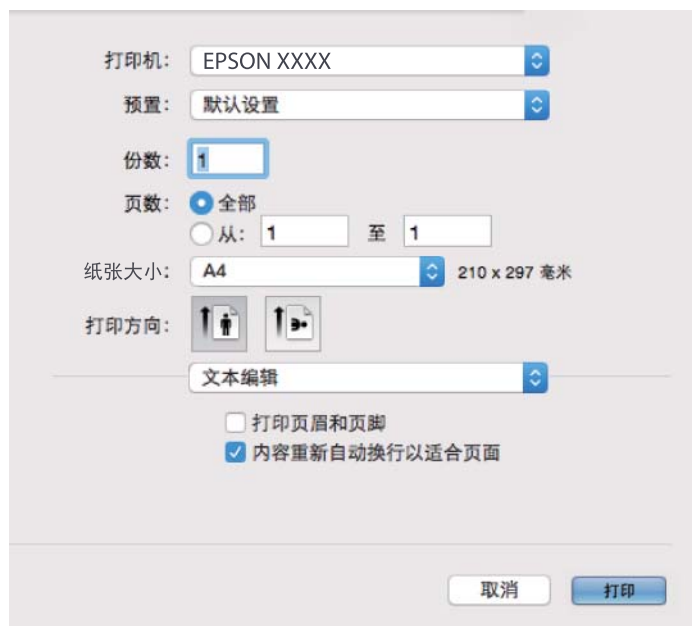 打印机： EPSON XXXX
预置： 默认设置
份数： 1
页数： 全部
从： 1 至 1
纸张大小： A4 210 x 297 毫米
打印方向：
文本编辑
打印页眉和页脚
内容重新自动换行以适合页面
取消 打印